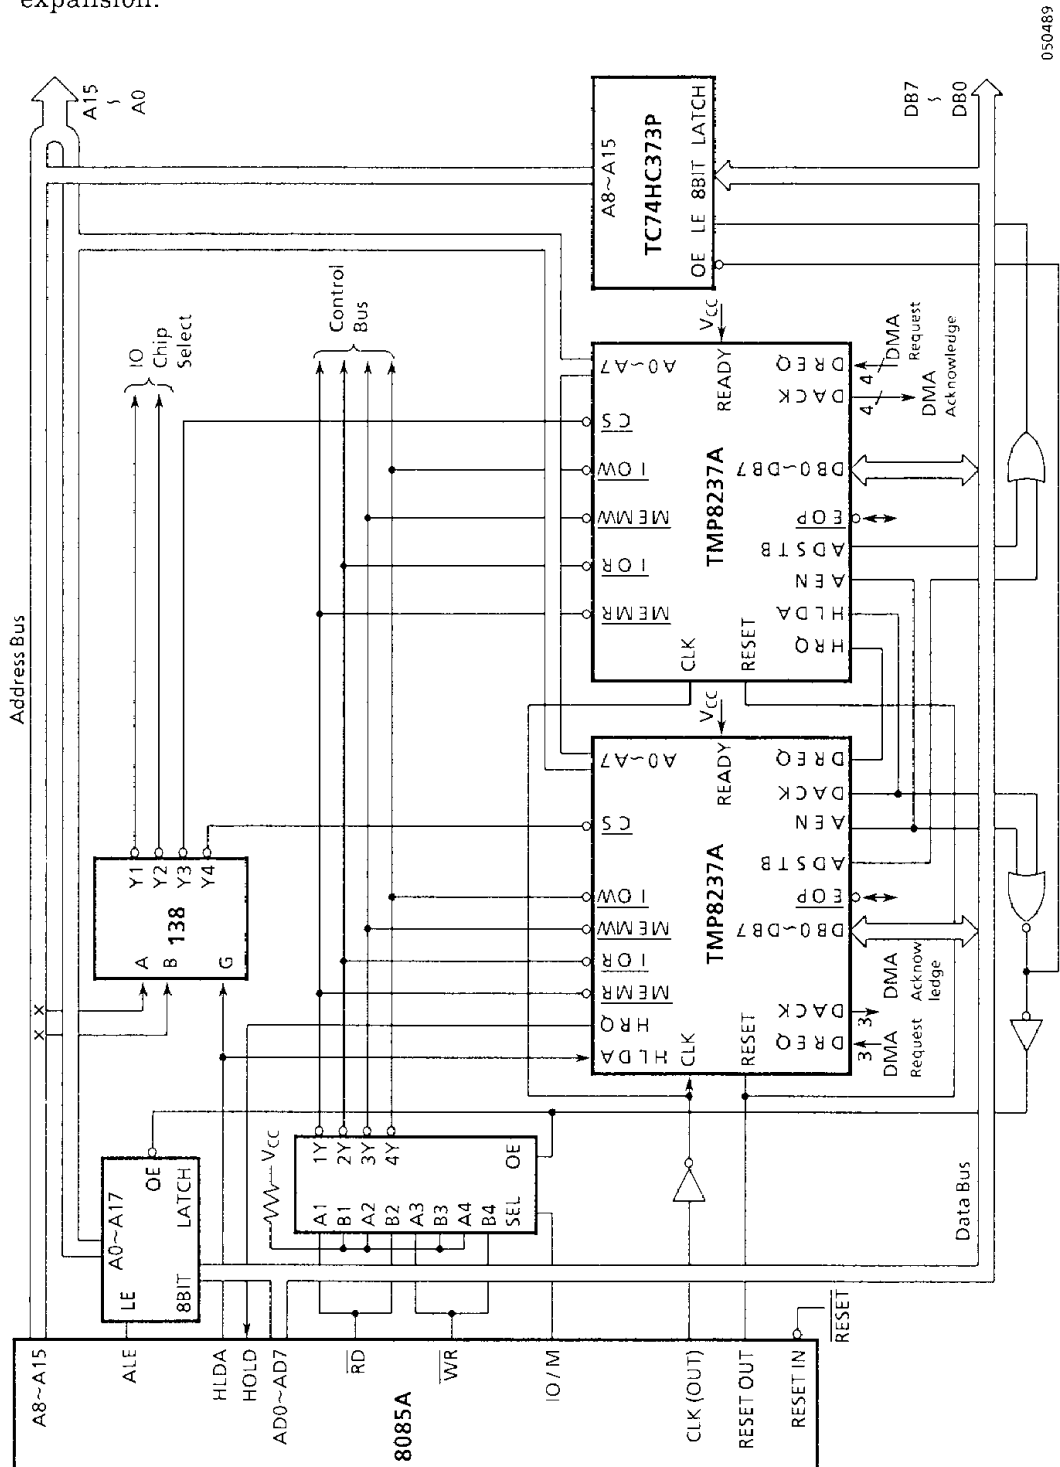 expansion.
050489
Address Bus
A15
~
A0
IO
Chip
Select
Control
Bus
DB7
~
DB0
A8~A15
8BIT LATCH
TC74HC373P
OE LE
138
A
B
G
Y1
Y2
Y3
Y4
A0~A17
LE
OE
8BIT
LATCH
VCC
1Y
2Y
3Y
4Y
A1
B1
A2
B2
A3
B3
A4
B4
SEL
OE
TMP8237A
A0~A7
CS
IOW
MEMW
IOR
MEMR
CLK
RESET
READY
VCC
DREQ
DACK
DB0~DB7
EOP
ADSTB
AEN
HLDA
HRQ
4
DMA
Request
4
DMA
Acknowledge
TMP8237A
A0~A7
CS
IOW
MEMW
IOR
MEMR
HRQ
HLDA
CLK
RESET
READY
VCC
DREQ
DACK
AEN
ADSTB
EOP
DB0~DB7
DACK
DREQ
3
DMA
Acknow
ledge
3
DMA
Request
Data Bus
8085A
A8~A15
ALE
HLDA
HOLD
AD0~AD7
RD
WR
IO/M
CLK (OUT)
RESET OUT
RESET IN
RESET